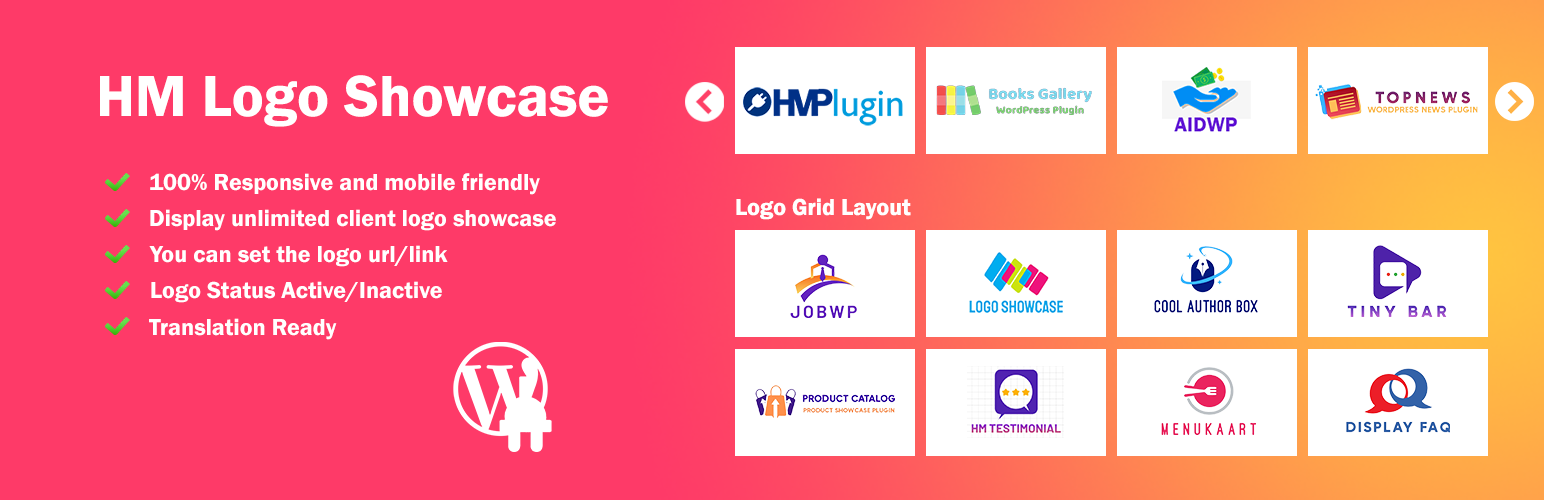 HM Logo Showcase
100% Responsive and mobile friendly
Display unlimited client logo showcase
You can set the logo url/link
Logo Status Active/Inactive
Translation Ready
W
HMPlugin
Books Gallery
WordPress Plugin
AIDWP
TOPNEWS
WORDPRESS NEWS PLUGIN
Logo Grid Layout
JOBWP
LOGO SHOWCASE
COOL AUTHOR BOX
TINY BAR
PRODUCT CATALOG
PRODUCT SHOWCASE PLUGIN
HM TESTIMONIAL
MENUKAART
DISPLAY FAQ